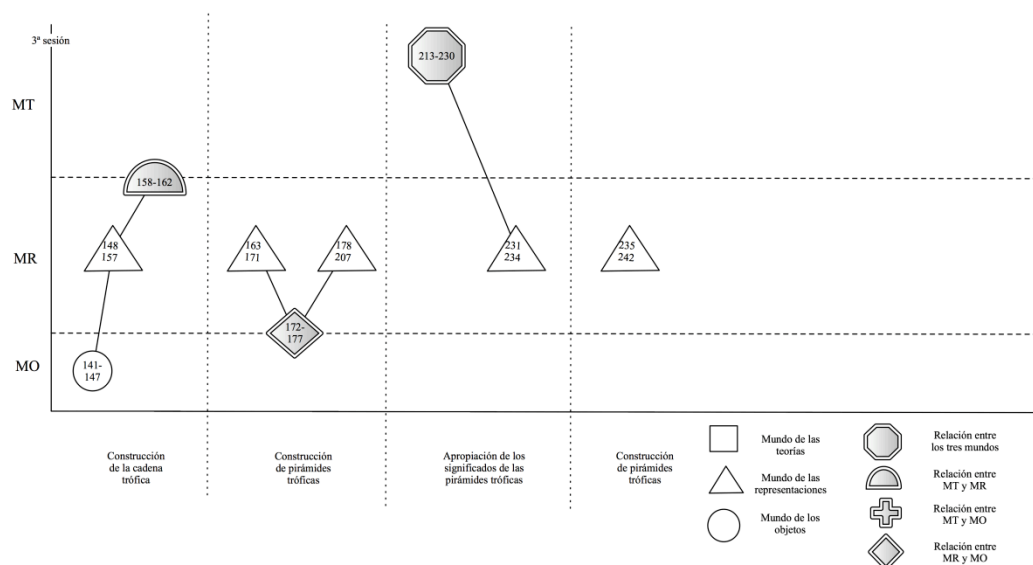 3ª sesión
MT
MR
MO
213-230
158-162
148
157
163
171
178
207
231
234
235
242
172-
177
141-
147
Construcción
de la cadena
trófica
Construcción
de pirámides
tróficas
Apropiación de los
significados de las
pirámides tróficas
Construcción
de pirámides
tróficas
Mundo de las
teorías
Mundo de las
representaciones
Mundo de los
objetos
Relación entre
los tres mundos
Relación entre
MT y MR
Relación entre
MT y MO
Relación entre
MR y MO